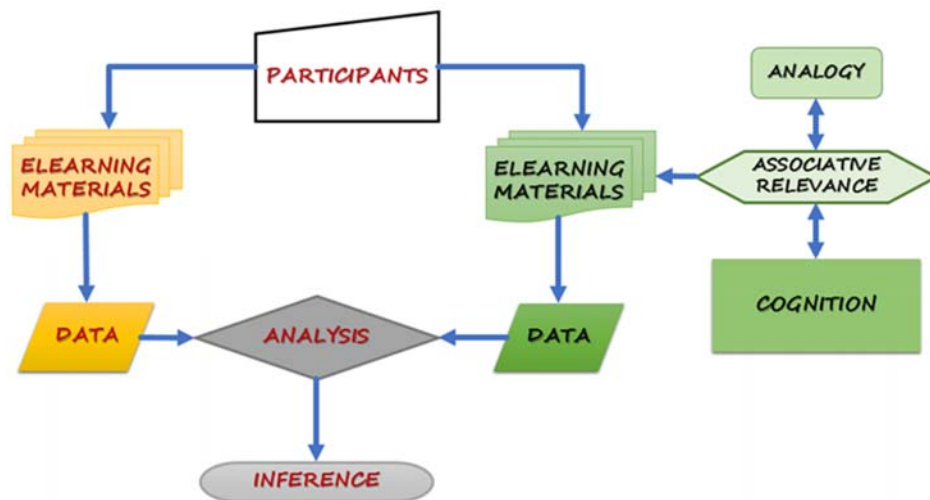 PARTICIPANTS
ANALOGY
ELEARNING
MATERIALS
ELEARNING
MATERIALS
ASSOCIATIVE
RELEVANCE
COGNITION
DATA
ANALYSIS
DATA
INFERENCE